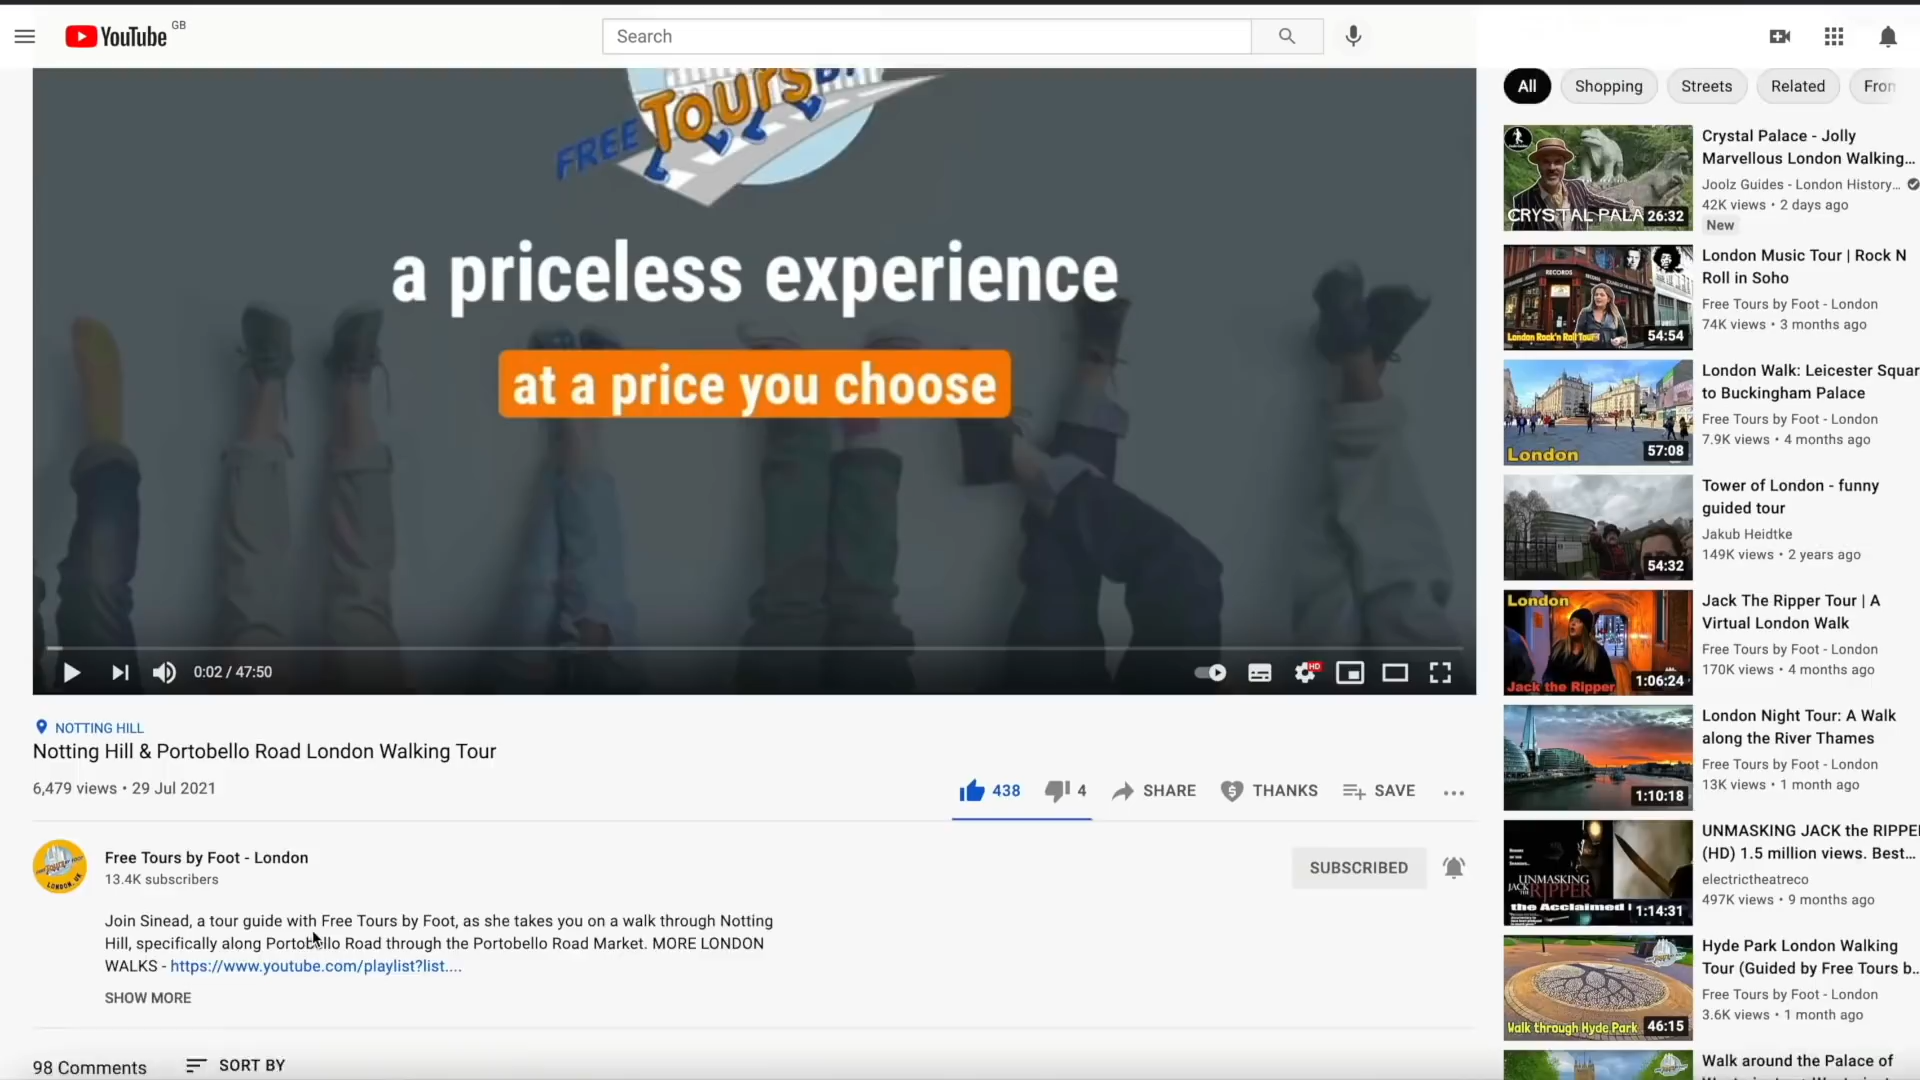 YouTube GB
Search
FREE TOURS B
a priceless experience
at a price you choose
0:02 / 47:50
HD
NOTTING HILL
Notting Hill & Portobello Road London Walking Tour
6,479 views • 29 Jul 2021
438
4
SHARE
THANKS
SAVE
Free Tours by Foot - London
13.4K subscribers
SUBSCRIBED
Join Sinead, a tour guide with Free Tours by Foot, as she takes you on a walk through Notting
Hill, specifically along Portobello Road through the Portobello Road Market. MORE LONDON
WALKS - https://www.youtube.com/playlist?list....
SHOW MORE
98 Comments
SORT BY
All
Shopping
Streets
Related
From
CRYSTAL PALA
26:32
Crystal Palace - Jolly
Marvellous London Walking...
Joolz Guides - London History...
42K views • 2 days ago
New
RECORDS
London Rock'n Roll Tour
54:54
London Music Tour | Rock N
Roll in Soho
Free Tours by Foot - London
74K views • 3 months ago
London
57:08
London Walk: Leicester Squar
to Buckingham Palace
Free Tours by Foot - London
7.9K views • 4 months ago
54:32
Tower of London - funny
guided tour
Jakub Heidtke
149K views • 2 years ago
London
Jack the Ripper
1:06:24
Jack The Ripper Tour | A
Virtual London Walk
Free Tours by Foot - London
170K views • 4 months ago
1:10:18
London Night Tour: A Walk
along the River Thames
Free Tours by Foot - London
13K views • 1 month ago
UNMASKING
JACK the RIPPER
the Acclaimed
1:14:31
UNMASKING JACK the RIPPE
(HD) 1.5 million views. Best...
electrictheatreco
497K views • 9 months ago
Walk through Hyde Park
46:15
Hyde Park London Walking
Tour (Guided by Free Tours b...
Free Tours by Foot - London
3.6K views • 1 month ago
Walk around the Palace of